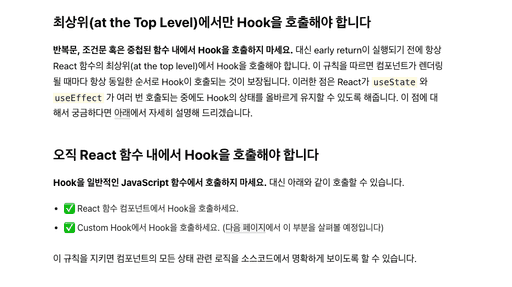 최상위(at the Top Level)에서만 Hook을 호출해야 합니다
반복문, 조건문 혹은 중첩된 함수 내에서 Hook을 호출하지 마세요. 대신 early return이 실행되기 전에 항상
React 함수의 최상위(at the top level)에서 Hook을 호출해야 합니다. 이 규칙을 따르면 컴포넌트가 렌더링
될 때마다 항상 동일한 순서로 Hook이 호출되는 것이 보장됩니다. 이러한 점은 React가 useState 와
useEffect 가 여러 번 호출되는 중에도 Hook의 상태를 올바르게 유지할 수 있도록 해줍니다. 이 점에 대
해서 궁금하다면 아래에서 자세히 설명해 드리겠습니다.
오직 React 함수 내에서 Hook을 호출해야 합니다
Hook을 일반적인 JavaScript 함수에서 호출하지 마세요. 대신 아래와 같이 호출할 수 있습니다.
• ✅ React 함수 컴포넌트에서 Hook을 호출하세요.
• ✅ Custom Hook에서 Hook을 호출하세요. (다음 페이지에서 이 부분을 살펴볼 예정입니다)
이 규칙을 지키면 컴포넌트의 모든 상태 관련 로직을 소스코드에서 명확하게 보이도록 할 수 있습니다.